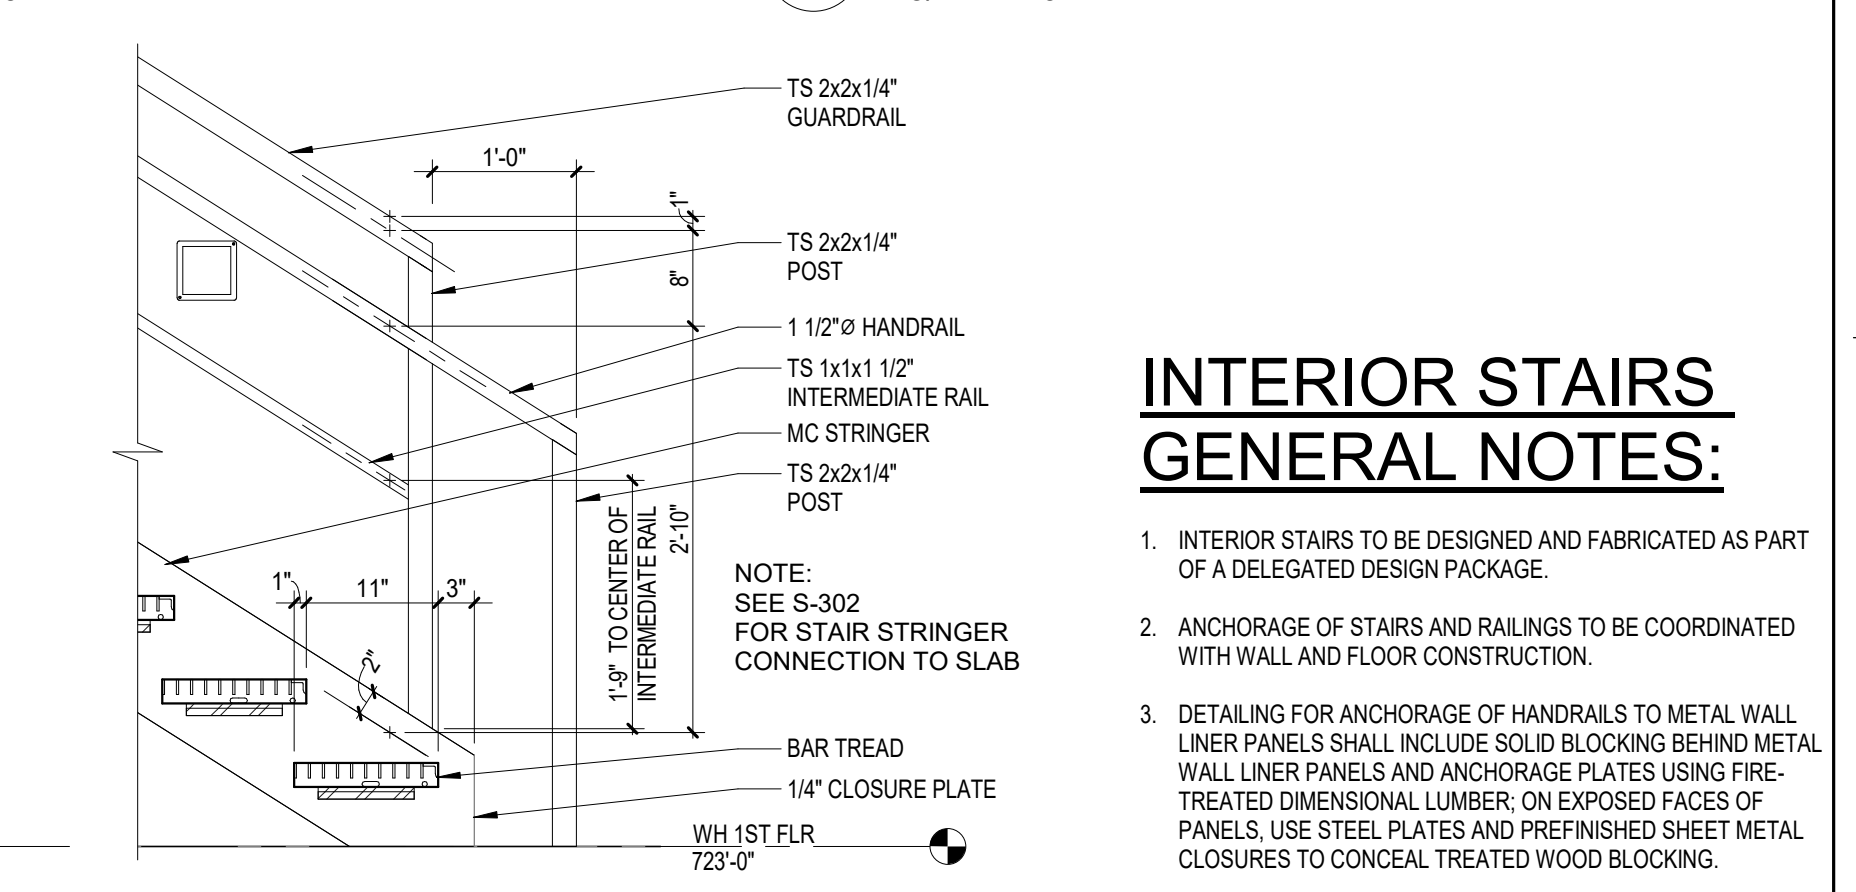 TS 2x2x1/4"
GUARDRAIL
1'-0"
1"
TS 2x2x1/4"
POST
8"
1 1/2"Ø HANDRAIL
TS 1x1x1 1/2"
INTERMEDIATE RAIL
MC STRINGER
TS 2x2x1/4"
POST
1'-9" TO CENTER OF
INTERMEDIATE RAIL
2'-10"
1"
11"
3"
2"
NOTE:
SEE S-302
FOR STAIR STRINGER
CONNECTION TO SLAB
BAR TREAD
1/4" CLOSURE PLATE
WH 1ST FLR
723'-0"
INTERIOR STAIRS
GENERAL NOTES:
1. INTERIOR STAIRS TO BE DESIGNED AND FABRICATED AS PART
OF A DELEGATED DESIGN PACKAGE.
2. ANCHORAGE OF STAIRS AND RAILINGS TO BE COORDINATED
WITH WALL AND FLOOR CONSTRUCTION.
3. DETAILING FOR ANCHORAGE OF HANDRAILS TO METAL WALL
LINER PANELS SHALL INCLUDE SOLID BLOCKING BEHIND METAL
WALL LINER PANELS AND ANCHORAGE PLATES USING FIRE-
TREATED DIMENSIONAL LUMBER; ON EXPOSED FACES OF
PANELS, USE STEEL PLATES AND PREFINISHED SHEET METAL
CLOSURES TO CONCEAL TREATED WOOD BLOCKING.